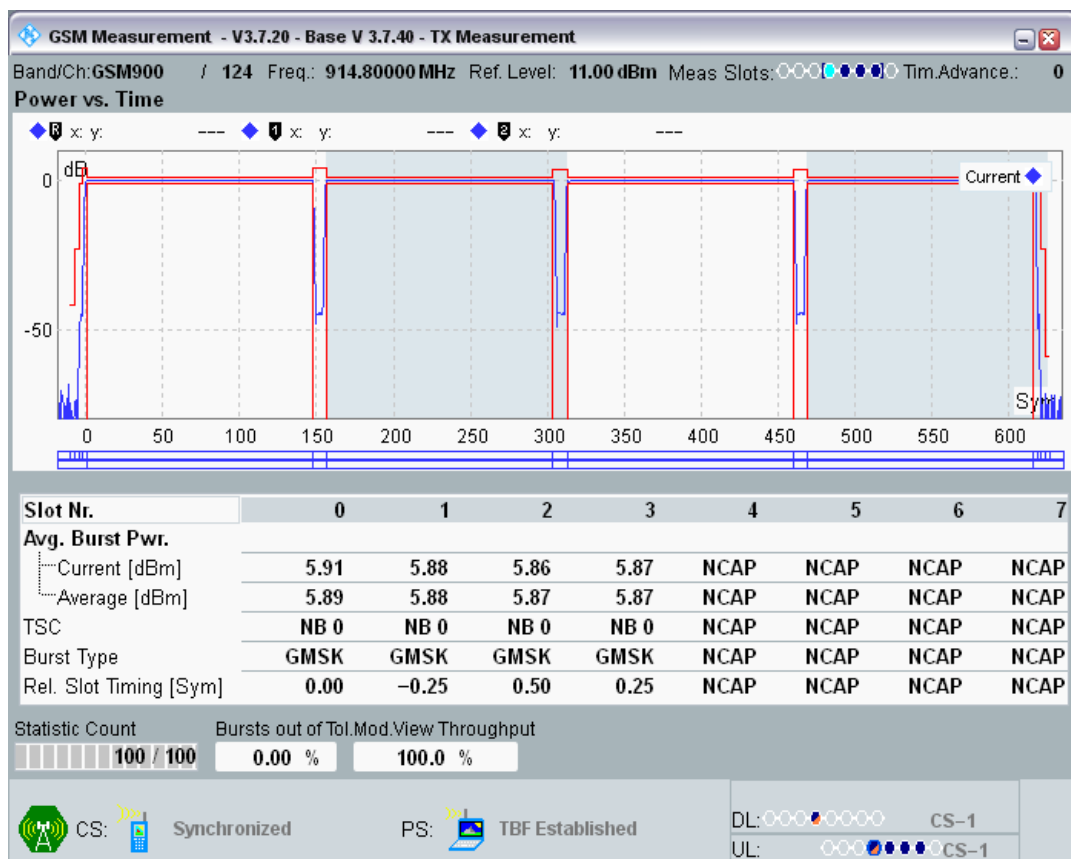 GSM Measurement - V3.7.20 - Base V 3.7.40 - TX Measurement
Band/Ch:GSM900 / 124 Freq.: 914.80000 MHz Ref. Level: 11.00 dBm Meas Slots: Tim.Advance.: 0
Power vs. Time
R x: y: --- 1 x: y: --- 2 x: y: ---
dB
0
Current
-50
Sym
0 50 100 150 200 250 300 350 400 450 500 550 600
Slot Nr. 0 1 2 3 4 5 6 7
Avg. Burst Pwr.
Current [dBm] 5.91 5.88 5.86 5.87 NCAP NCAP NCAP NCAP
Average [dBm] 5.89 5.88 5.87 5.87 NCAP NCAP NCAP NCAP
TSC NB 0 NB 0 NB 0 NB 0 NCAP NCAP NCAP NCAP
Burst Type GMSK GMSK GMSK GMSK NCAP NCAP NCAP NCAP
Rel. Slot Timing [Sym] 0.00 −0.25 0.50 0.25 NCAP NCAP NCAP NCAP
Statistic Count Bursts out of Tol.Mod.View Throughput
100 / 100 0.00 % 100.0 %
CS: Synchronized PS: TBF Established
DL: CS−1
UL: CS−1